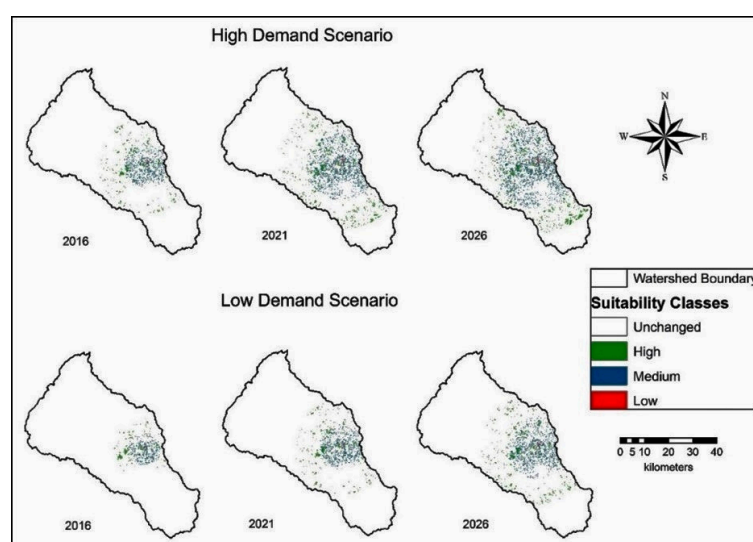 High Demand Scenario
N
W E
S
2016
2021
2026
Low Demand Scenario
Watershed Boundary
Suitability Classes
Unchanged
High
Medium
Low
0 5 10 20 30 40
kilometers
2016
2021
2026